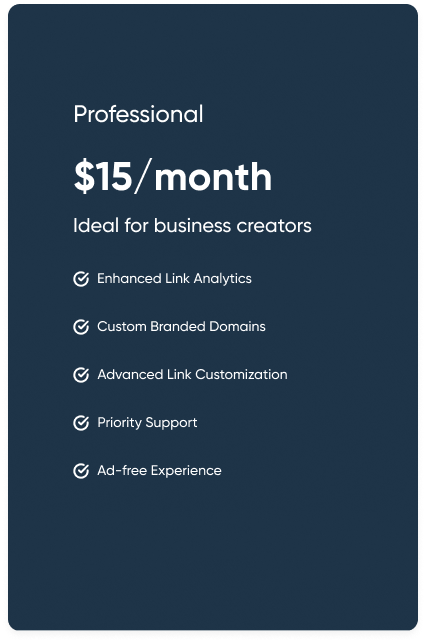 Professional
$15/month
Ideal for business creators
Enhanced Link Analytics
Custom Branded Domains
Advanced Link Customization
Priority Support
Ad-free Experience